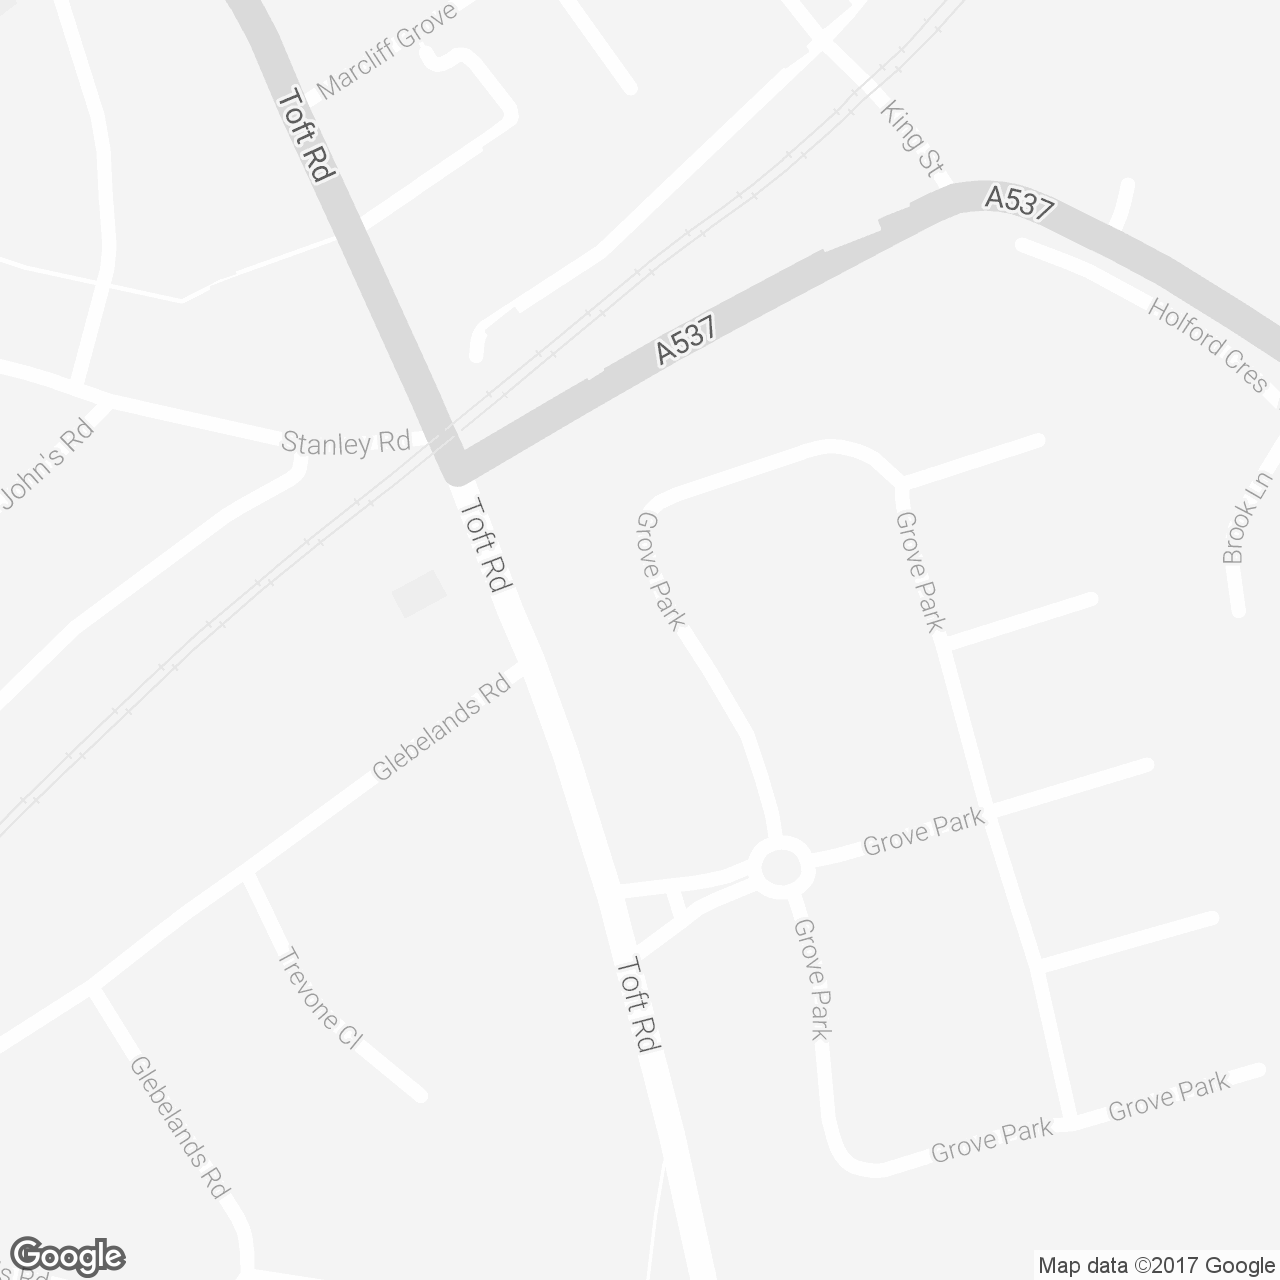 Marcliff Grove
Toft Rd
King St
A537
A537
Holford Cres
John's Rd
Stanley Rd
Brook Ln
Toft Rd
Grove Park
Grove Park
Glebelands Rd
Grove Park
Grove Park
Trevone Cl
Toft Rd
Glebelands Rd
Grove Park
Grove Park
Rd
Google
Map data ©2017 Google